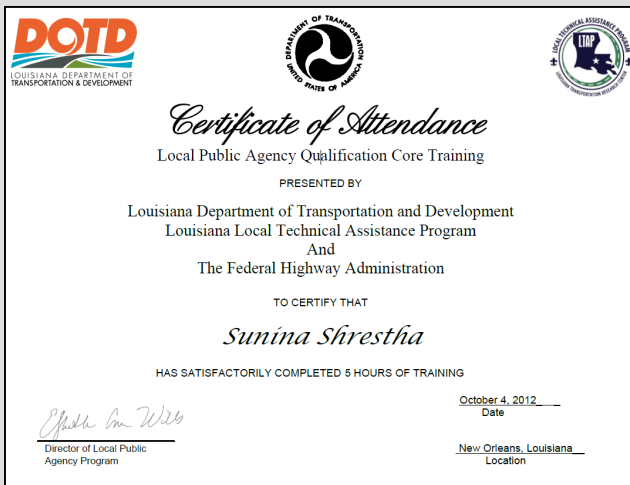 DOTD
LOUISIANA DEPARTMENT OF
TRANSPORTATION & DEVELOPMENT
DEPARTMENT OF TRANSPORTATION
UNITED STATES OF AMERICA
LOCAL TECHNICAL ASSISTANCE PROGRAM
LTAP
LOUISIANA TRANSPORTATION RESEARCH CENTER
Certificate of Attendance
Local Public Agency Qualification Core Training
PRESENTED BY
Louisiana Department of Transportation and Development
Louisiana Local Technical Assistance Program
And
The Federal Highway Administration
TO CERTIFY THAT
Sunina Shrestha
HAS SATISFACTORILY COMPLETED 5 HOURS OF TRAINING
October 4, 2012
Date
Director of Local Public
Agency Program
New Orleans, Louisiana
Location